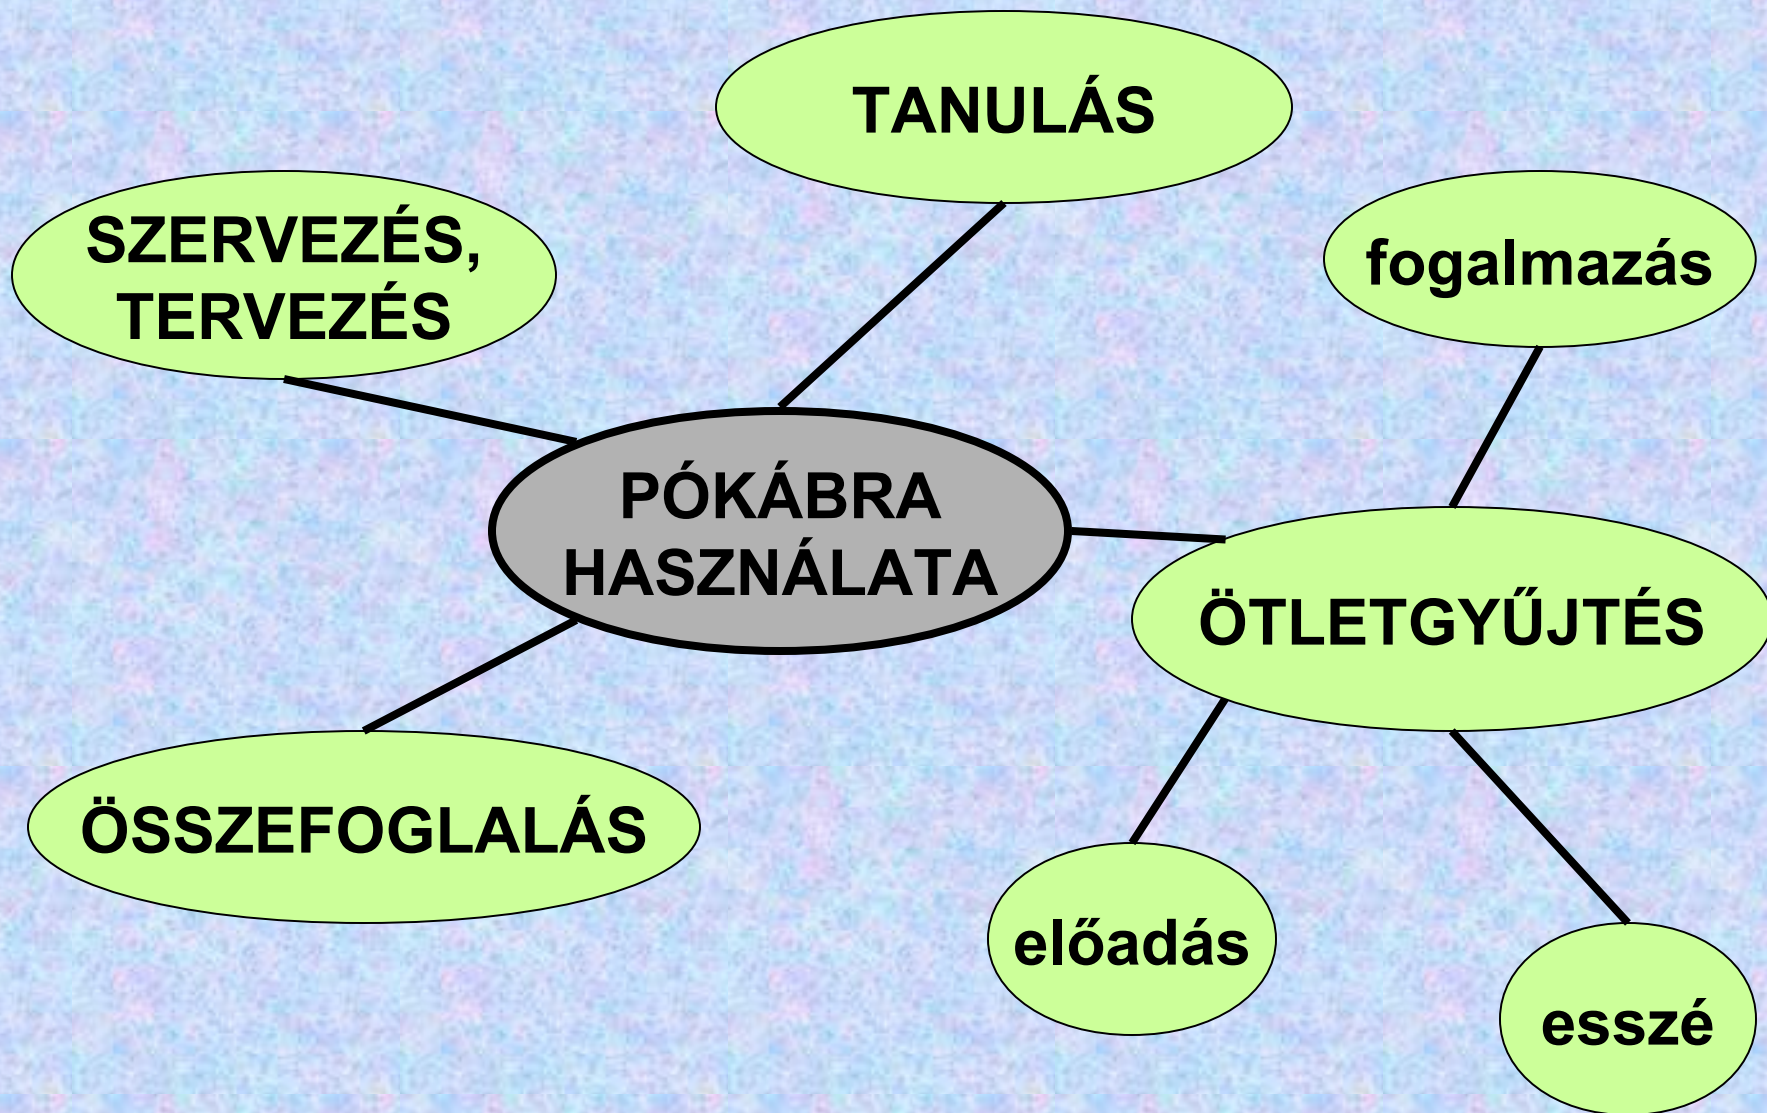 TANULÁS
SZERVEZÉS,
TERVEZÉS
fogalmazás
PÓKÁBRA
HASZNÁLATA
ÖTLETGYŰJTÉS
ÖSSZEFOGLALÁS
előadás
esszé